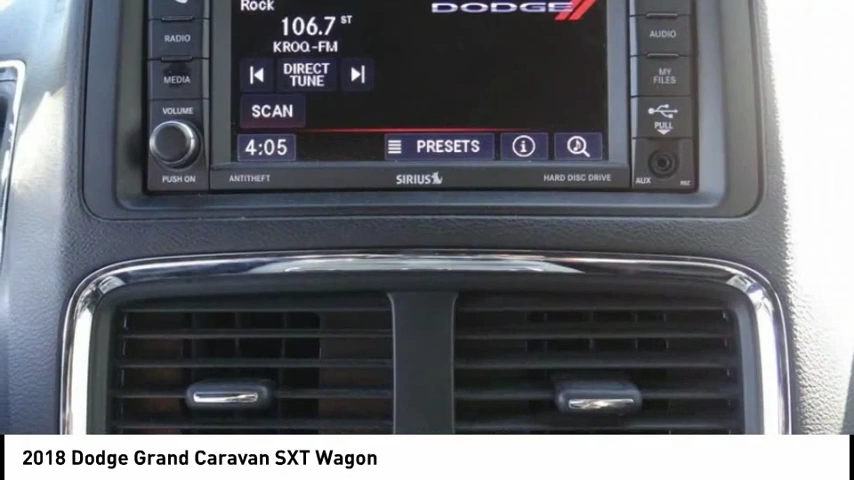 Rock
DODGE
106.7 ST
KROQ-FM
RADIO
AUDIO
DIRECT
TUNE
MEDIA
MY
FILES
VOLUME
SCAN
PULL
4:05
PRESETS
PUSH ON
ANTITHEFT
SIRIUS
HARD DISC DRIVE
AUX
REZ
2018 Dodge Grand Caravan SXT Wagon